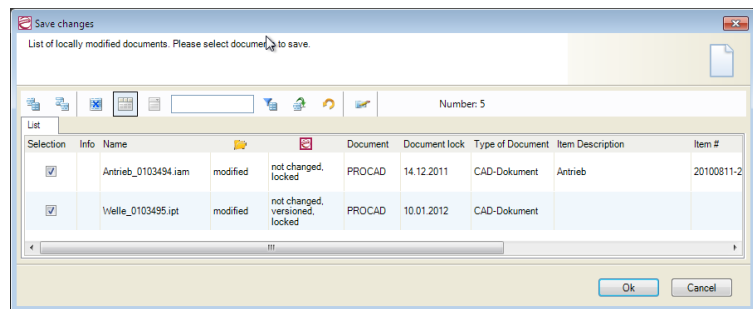 Save changes
List of locally modified documents. Please select documents to save.
Number: 5
List
Selection Info Name Document Document lock Type of Document Item Description Item #
Antrieb_0103494.iam modified not changed, locked PROCAD 14.12.2011 CAD-Dokument Antrieb 20100811-2
Welle_0103495.ipt modified not changed, versioned, locked PROCAD 10.01.2012 CAD-Dokument
Ok Cancel